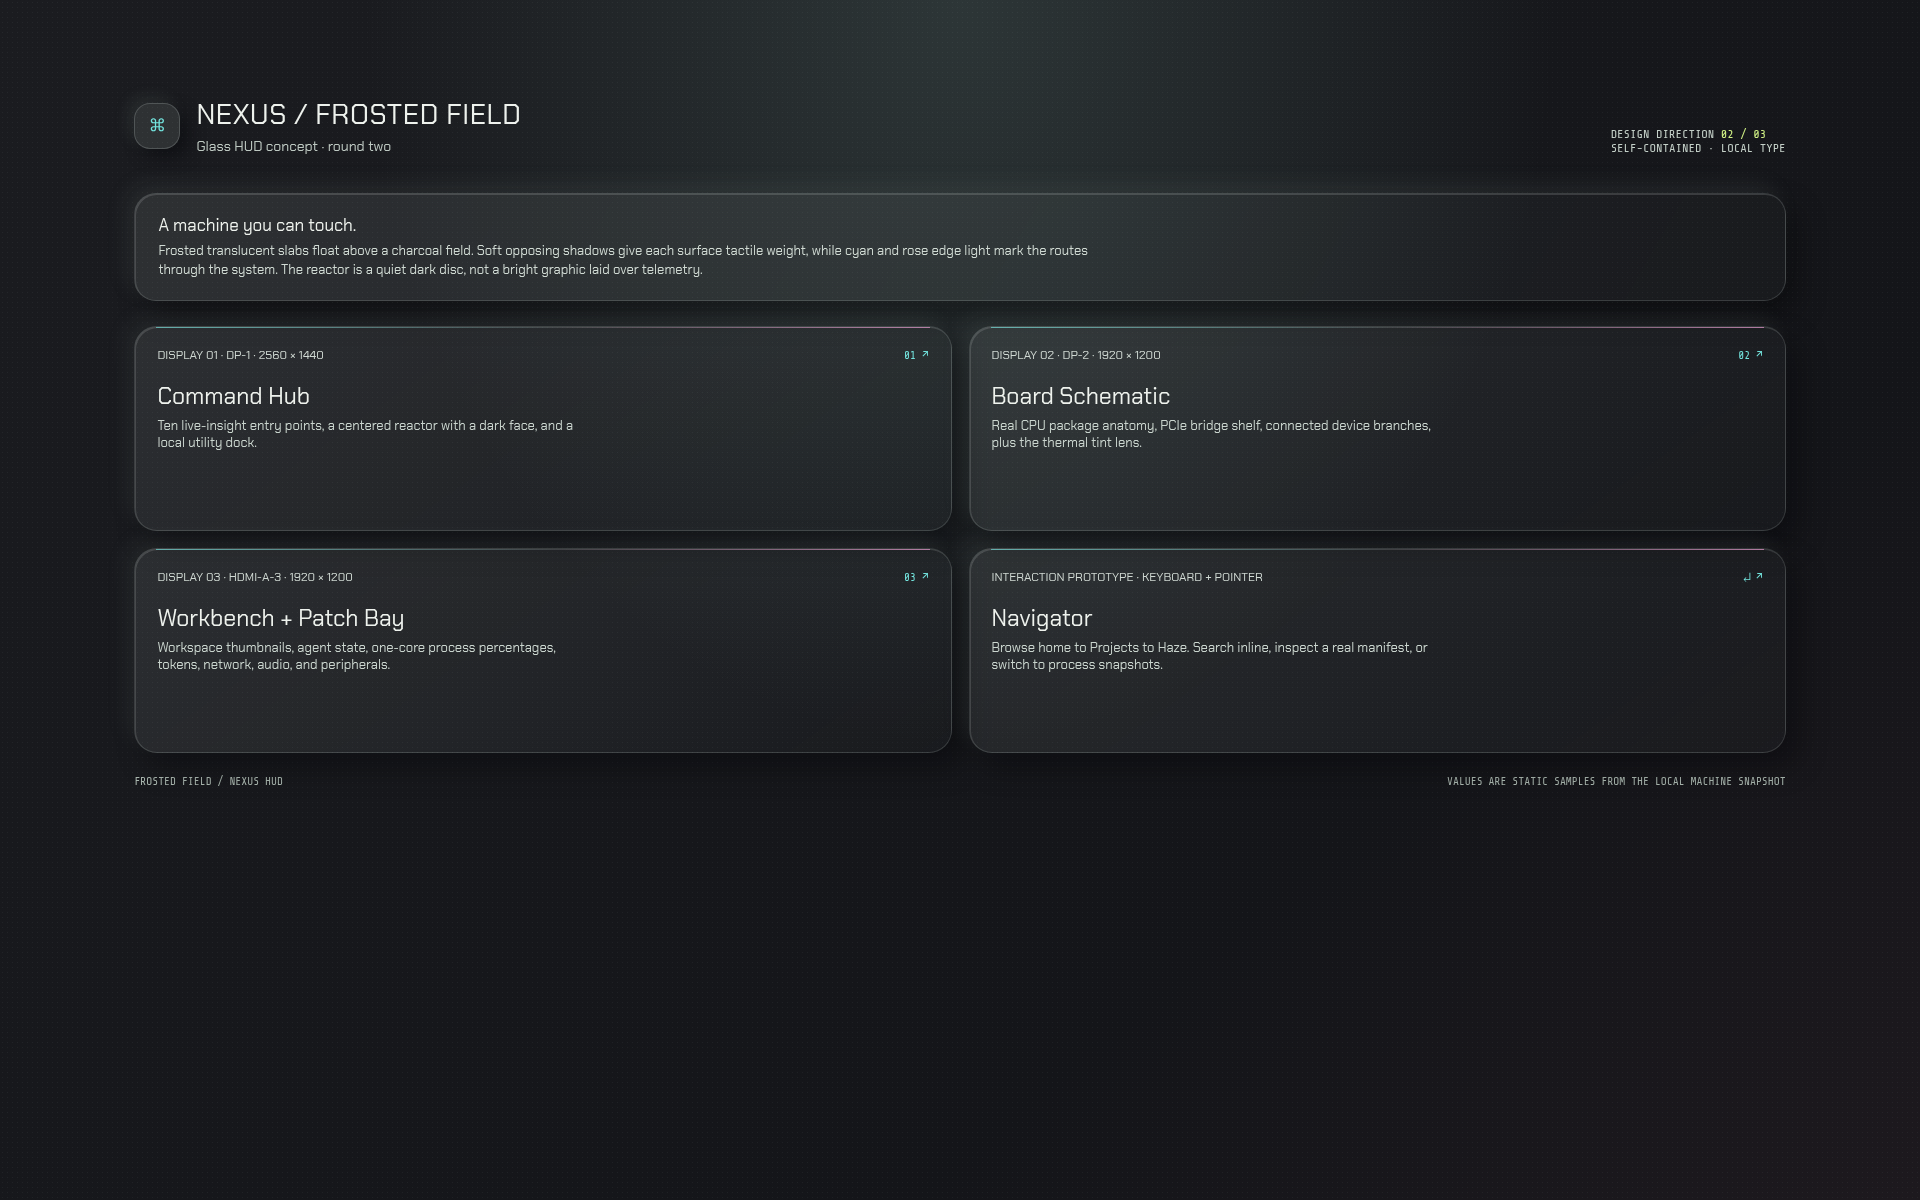 ⌘
NEXUS / FROSTED FIELD
Glass HUD concept · round two
DESIGN DIRECTION 02 / 03
SELF-CONTAINED · LOCAL TYPE
A machine you can touch.
Frosted translucent slabs float above a charcoal field. Soft opposing shadows give each surface tactile weight, while cyan and rose edge light mark the routes
through the system. The reactor is a quiet dark disc, not a bright graphic laid over telemetry.
DISPLAY 01 · DP-1 · 2560 × 1440
01 ↗
Command Hub
Ten live-insight entry points, a centered reactor with a dark face, and a
local utility dock.
DISPLAY 02 · DP-2 · 1920 × 1200
02 ↗
Board Schematic
Real CPU package anatomy, PCIe bridge shelf, connected device branches,
plus the thermal tint lens.
DISPLAY 03 · HDMI-A-3 · 1920 × 1200
03 ↗
Workbench + Patch Bay
Workspace thumbnails, agent state, one-core process percentages,
tokens, network, audio, and peripherals.
INTERACTION PROTOTYPE · KEYBOARD + POINTER
↲ ↗
Navigator
Browse home to Projects to Haze. Search inline, inspect a real manifest, or
switch to process snapshots.
FROSTED FIELD / NEXUS HUD
VALUES ARE STATIC SAMPLES FROM THE LOCAL MACHINE SNAPSHOT